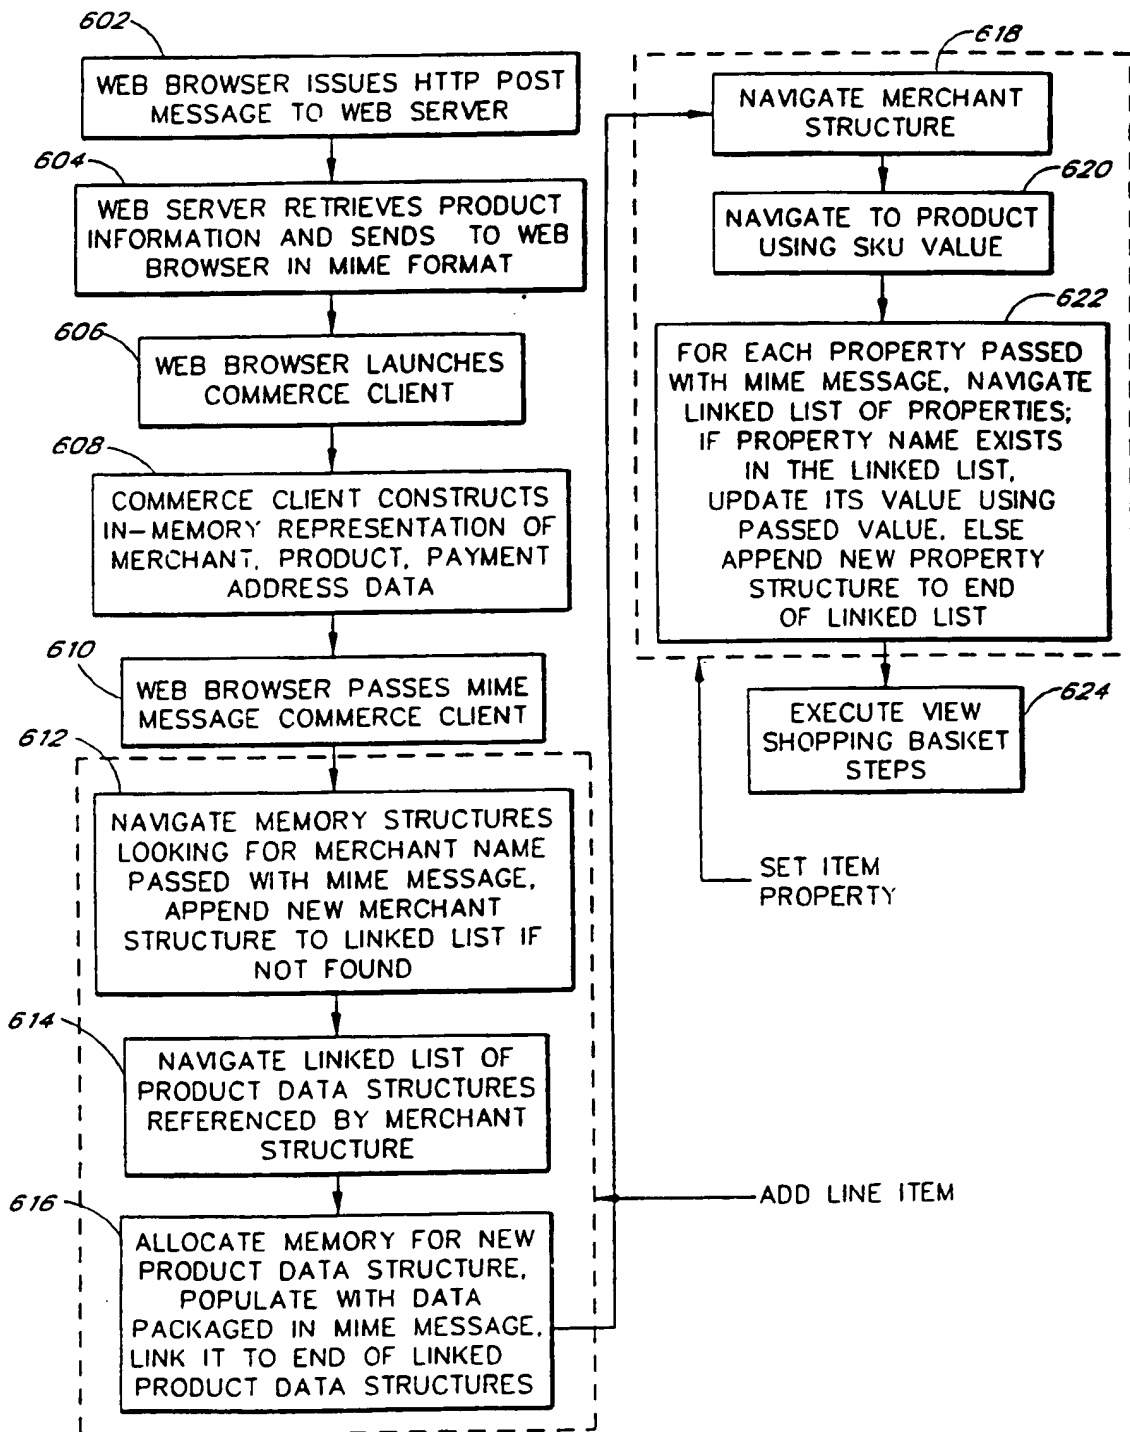 602
WEB BROWSER ISSUES HTTP POST
MESSAGE TO WEB SERVER
604
WEB SERVER RETRIEVES PRODUCT
INFORMATION AND SENDS TO WEB
BROWSER IN MIME FORMAT
606
WEB BROWSER LAUNCHES
COMMERCE CLIENT
608
COMMERCE CLIENT CONSTRUCTS
IN-MEMORY REPRESENTATION OF
MERCHANT, PRODUCT, PAYMENT
ADDRESS DATA
610
WEB BROWSER PASSES MIME
MESSAGE COMMERCE CLIENT
612
NAVIGATE MEMORY STRUCTURES
LOOKING FOR MERCHANT NAME
PASSED WITH MIME MESSAGE,
APPEND NEW MERCHANT
STRUCTURE TO LINKED LIST IF
NOT FOUND
614
NAVIGATE LINKED LIST OF
PRODUCT DATA STRUCTURES
REFERENCED BY MERCHANT
STRUCTURE
616
ALLOCATE MEMORY FOR NEW
PRODUCT DATA STRUCTURE,
POPULATE WITH DATA
PACKAGED IN MIME MESSAGE,
LINK IT TO END OF LINKED
PRODUCT DATA STRUCTURES
ADD LINE ITEM
618
NAVIGATE MERCHANT
STRUCTURE
620
NAVIGATE TO PRODUCT
USING SKU VALUE
622
FOR EACH PROPERTY PASSED
WITH MIME MESSAGE, NAVIGATE
LINKED LIST OF PROPERTIES;
IF PROPERTY NAME EXISTS
IN THE LINKED LIST,
UPDATE ITS VALUE USING
PASSED VALUE, ELSE
APPEND NEW PROPERTY
STRUCTURE TO END
OF LINKED LIST
624
EXECUTE VIEW
SHOPPING BASKET
STEPS
SET ITEM
PROPERTY